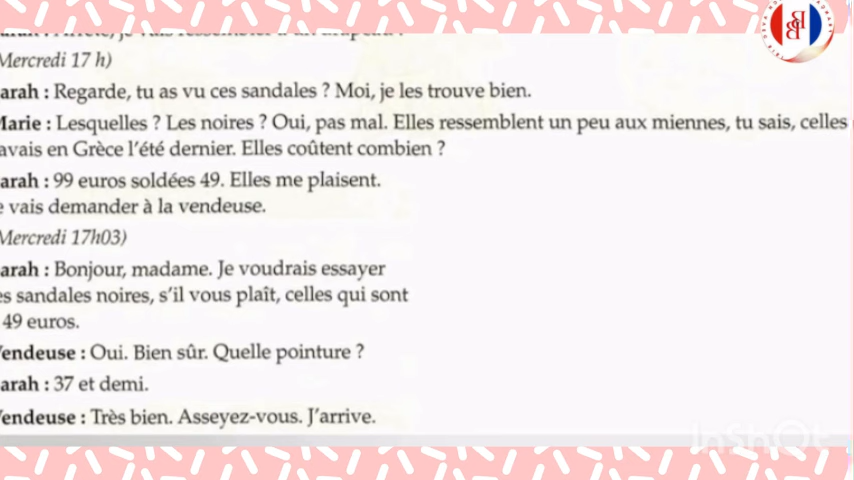 Mercredi 17 h)
arah : Regarde, tu as vu ces sandales ? Moi, je les trouve bien.
Marie : Lesquelles ? Les noires ? Oui, pas mal. Elles ressemblent un peu aux miennes, tu sais, celles
avais en Grèce l'été dernier. Elles coûtent combien ?
arah : 99 euros soldées 49. Elles me plaisent.
e vais demander à la vendeuse.
Mercredi 17h03)
arah : Bonjour, madame. Je voudrais essayer
es sandales noires, s'il vous plaît, celles qui sont
49 euros.
Vendeuse : Oui. Bien sûr. Quelle pointure ?
arah : 37 et demi.
Vendeuse : Très bien. Asseyez-vous. J'arrive.
InShOt